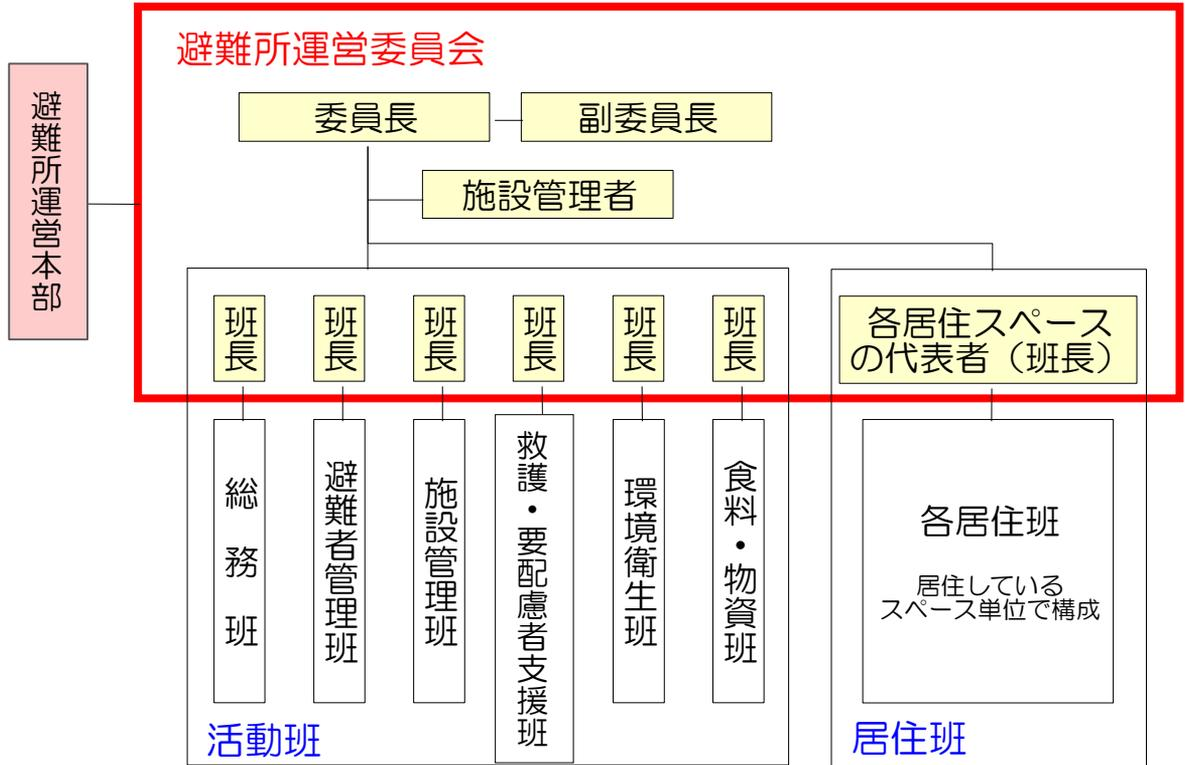 避難所運営委員会
避難所運営本部
委員長
副委員長
施設管理者
班長
班長
班長
班長
班長
班長
各居住スペース
の代表者（班長）
総務班
避難者管理班
施設管理班
救護・要配慮者支援班
環境衛生班
食料・物資班
各居住班
居住している
スペース単位で構成
活動班
居住班